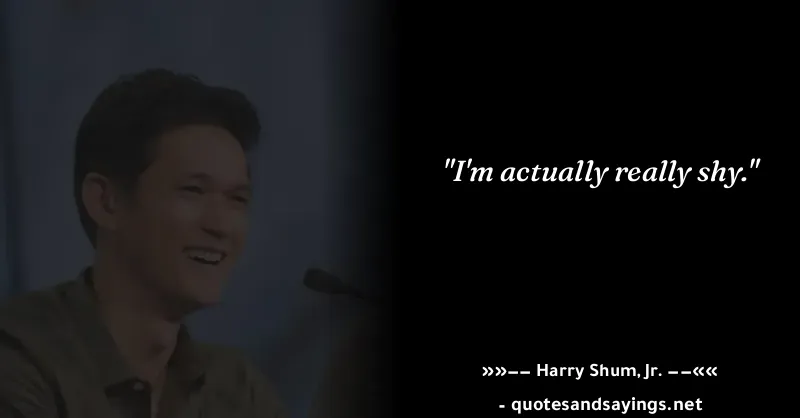 "I'm actually really shy."
»»–– Harry Shum, Jr. ––««
- quotesandsayings.net